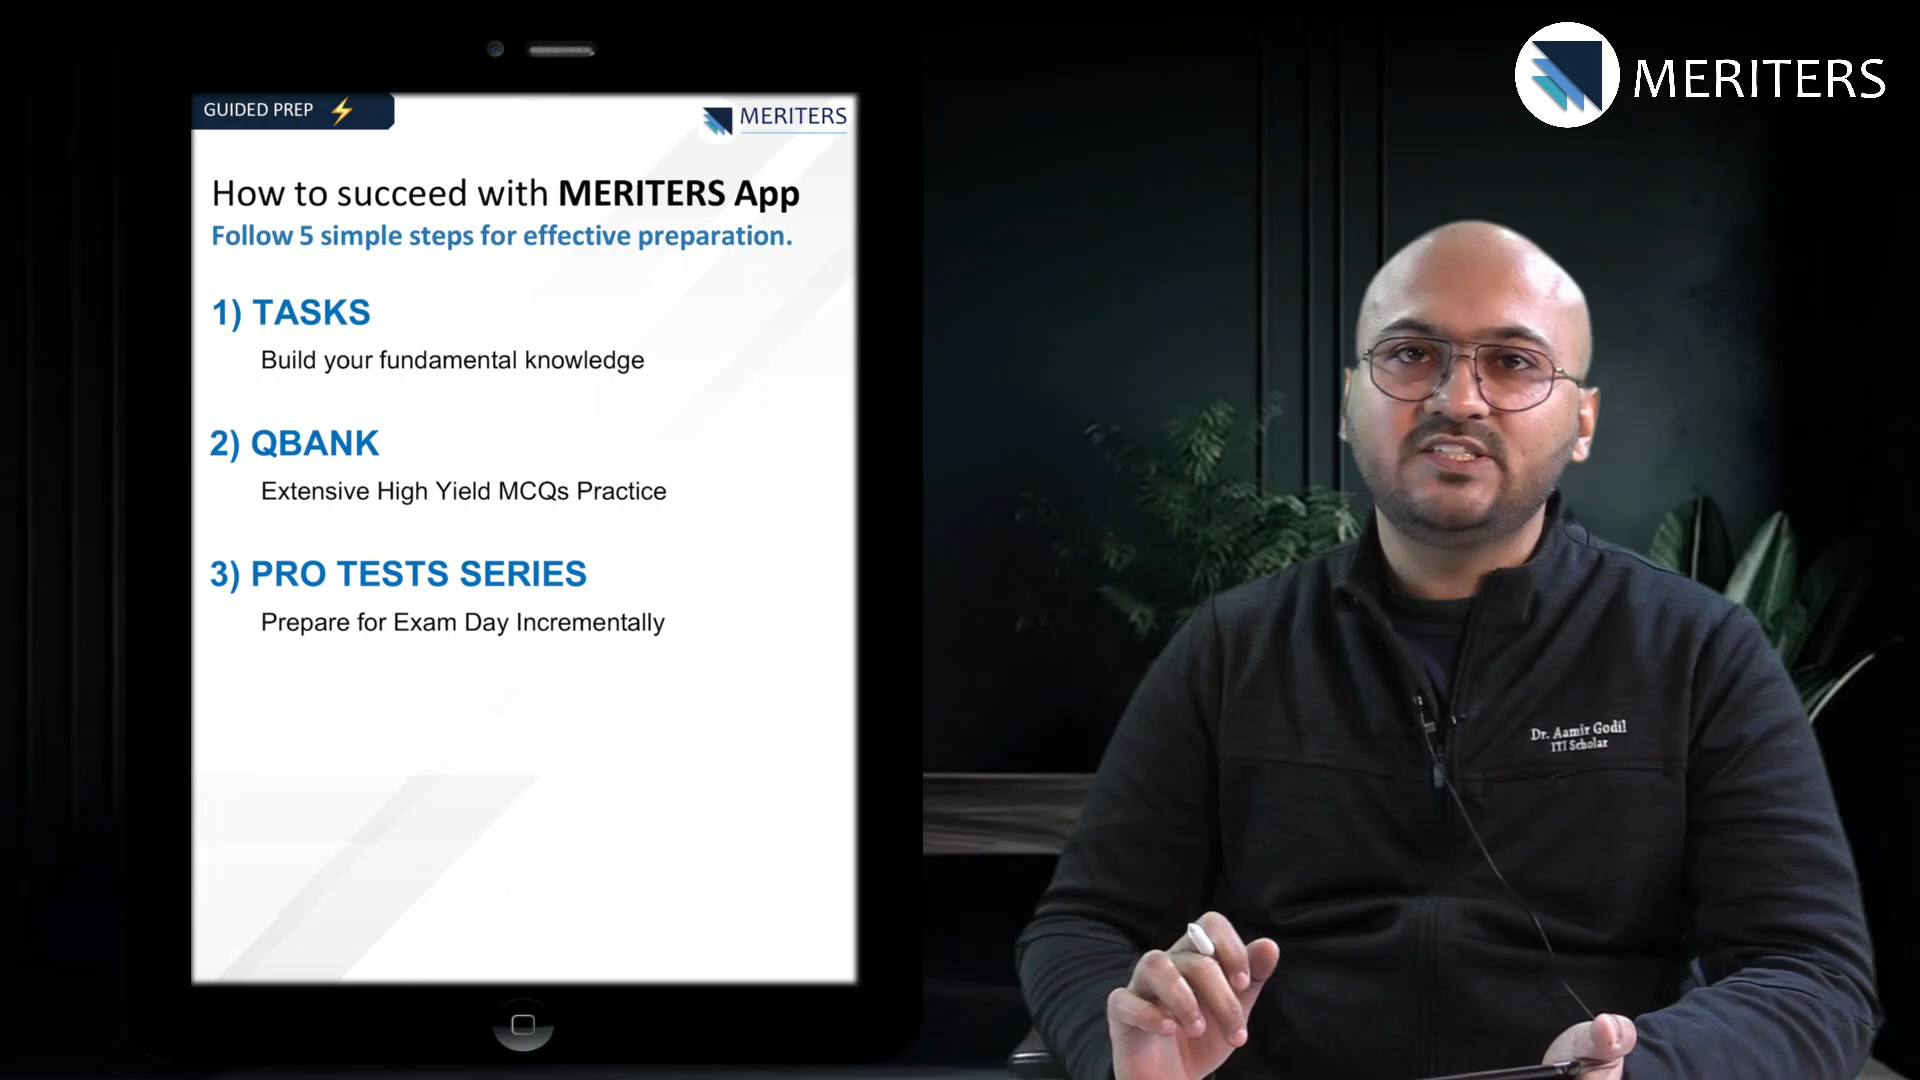 GUIDED PREP
MERITERS
How to succeed with MERITERS App
Follow 5 simple steps for effective preparation.
1) TASKS
Build your fundamental knowledge
2) QBANK
Extensive High Yield MCQs Practice
3) PRO TESTS SERIES
Prepare for Exam Day Incrementally
MERITERS
Dr. Aamir Godil
ITI Scholar